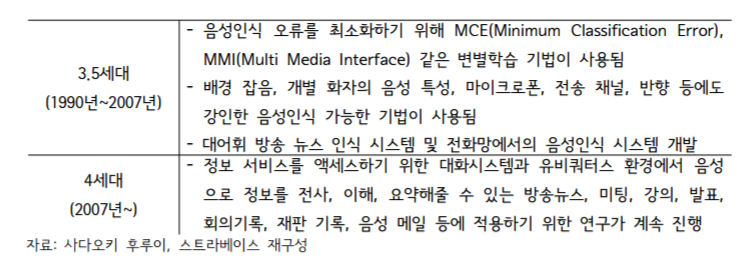 - 음성인식 오류를 최소화하기 위해 MCE(Minimum Classification Error),
MMI(Multi Media Interface) 같은 변별학습 기법이 사용됨
3.5세대
(1990년~2007년)
- 배경 잡음, 개별 화자의 음성 특성, 마이크로폰, 전송 채널, 반향 등에도
강인한 음성인식 가능한 기법이 사용됨
- 대어휘 방송 뉴스 인식 시스템 및 전화망에서의 음성인식 시스템 개발
4세대
(2007년~)
- 정보 서비스를 액세스하기 위한 대화시스템과 유비쿼터스 환경에서 음성
으로 정보를 전사, 이해, 요약해줄 수 있는 방송뉴스, 미팅, 강의, 발표,
회의기록, 재판 기록, 음성 메일 등에 적용하기 위한 연구가 계속 진행
자료: 사다오키 후루이, 스트라베이스 재구성